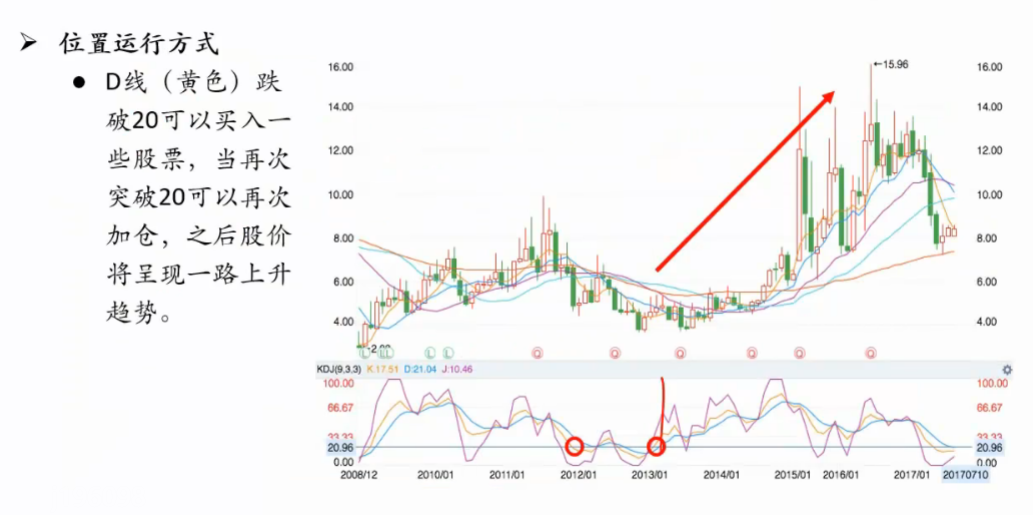 ➢ 位置运行方式
● D线（黄色）跌
破20可以买入一
些股票，当再次
突破20可以再次
加仓，之后股价
将呈现一路上升
趋势。
16.00 16.00
←15.96
14.00 14.00
12.00 12.00
10.00 10.00
8.00 8.00
6.00 6.00
4.00 4.00
L L L L Q Q Q Q Q Q
KDJ(9,3,3) K:17.51 D:21.04 J:10.46
100.00 100.00
66.67 66.67
33.33 33.33
20.96 20.96
0.00 0.00
2008/12 2010/01 2011/01 2012/01 2013/01 2014/01 2015/01 2016/01 2017/01 20170710